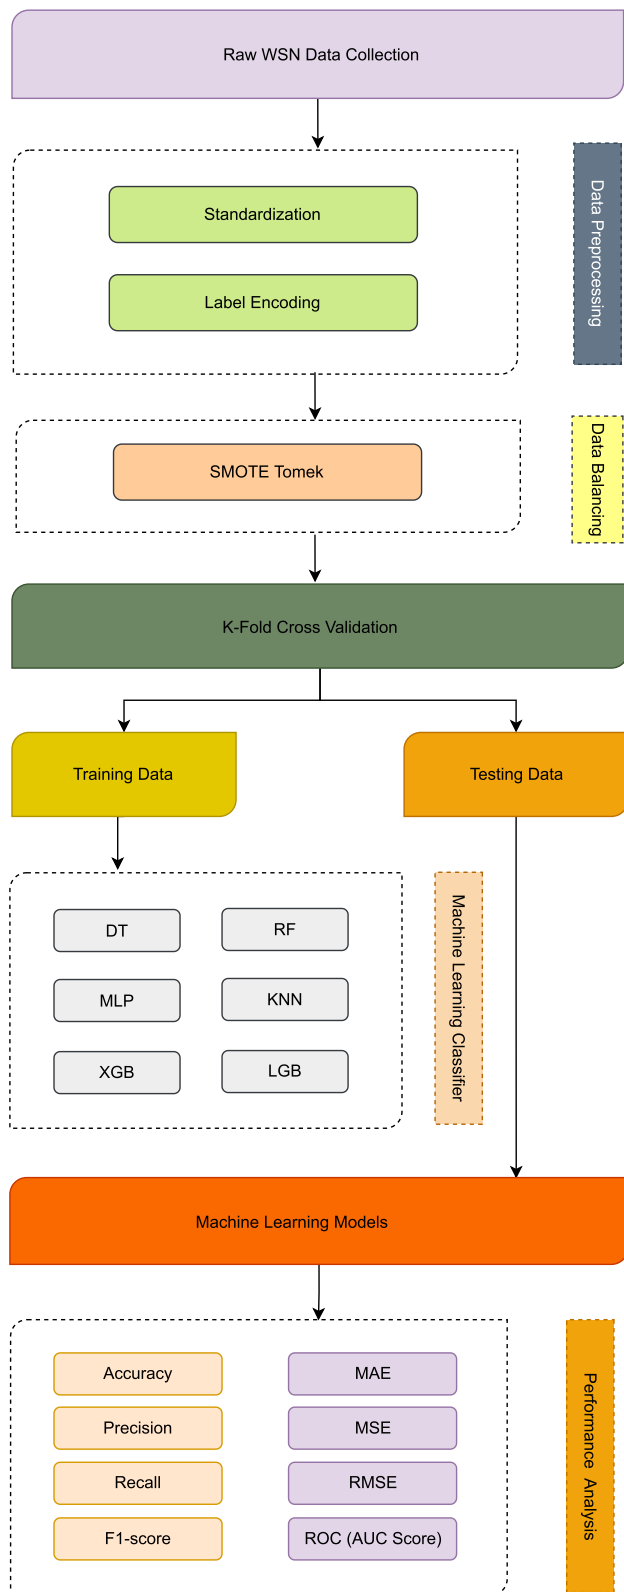 Raw WSN Data Collection
Standardization
Label Encoding
Data Preprocessing
SMOTE Tomek
Data Balancing
K-Fold Cross Validation
Training Data
Testing Data
DT
RF
MLP
KNN
XGB
LGB
Machine Learning Classifier
Machine Learning Models
Accuracy
MAE
Precision
MSE
Recall
RMSE
F1-score
ROC (AUC Score)
Performance Analysis